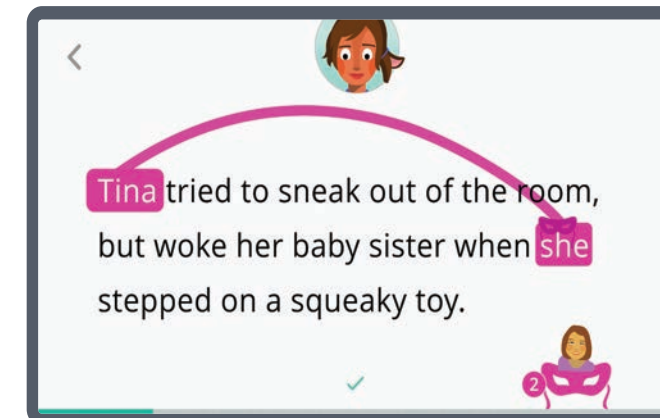 Tina tried to sneak out of the room,
but woke her baby sister when she
stepped on a squeaky toy.
2